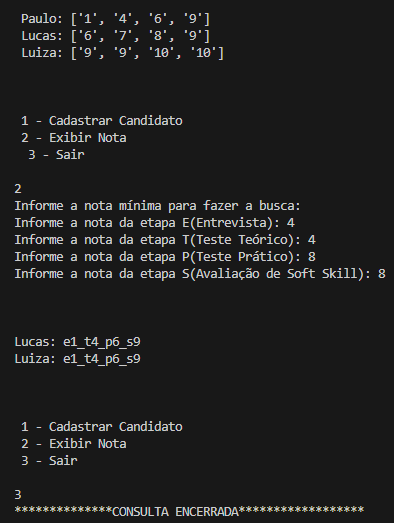 Paulo: ['1', '4', '6', '9']
Lucas: ['6', '7', '8', '9']
Luiza: ['9', '9', '10', '10']
1 - Cadastrar Candidato
2 - Exibir Nota
3 - Sair
2
Informe a nota mínima para fazer a busca:
Informe a nota da etapa E(Entrevista): 4
Informe a nota da etapa T(Teste Teórico): 4
Informe a nota da etapa P(Teste Prático): 8
Informe a nota da etapa S(Avaliação de Soft Skill): 8
Lucas: e1_t4_p6_s9
Luiza: e1_t4_p6_s9
1 - Cadastrar Candidato
2 - Exibir Nota
3 - Sair
3
**************CONSULTA ENCERRADA******************